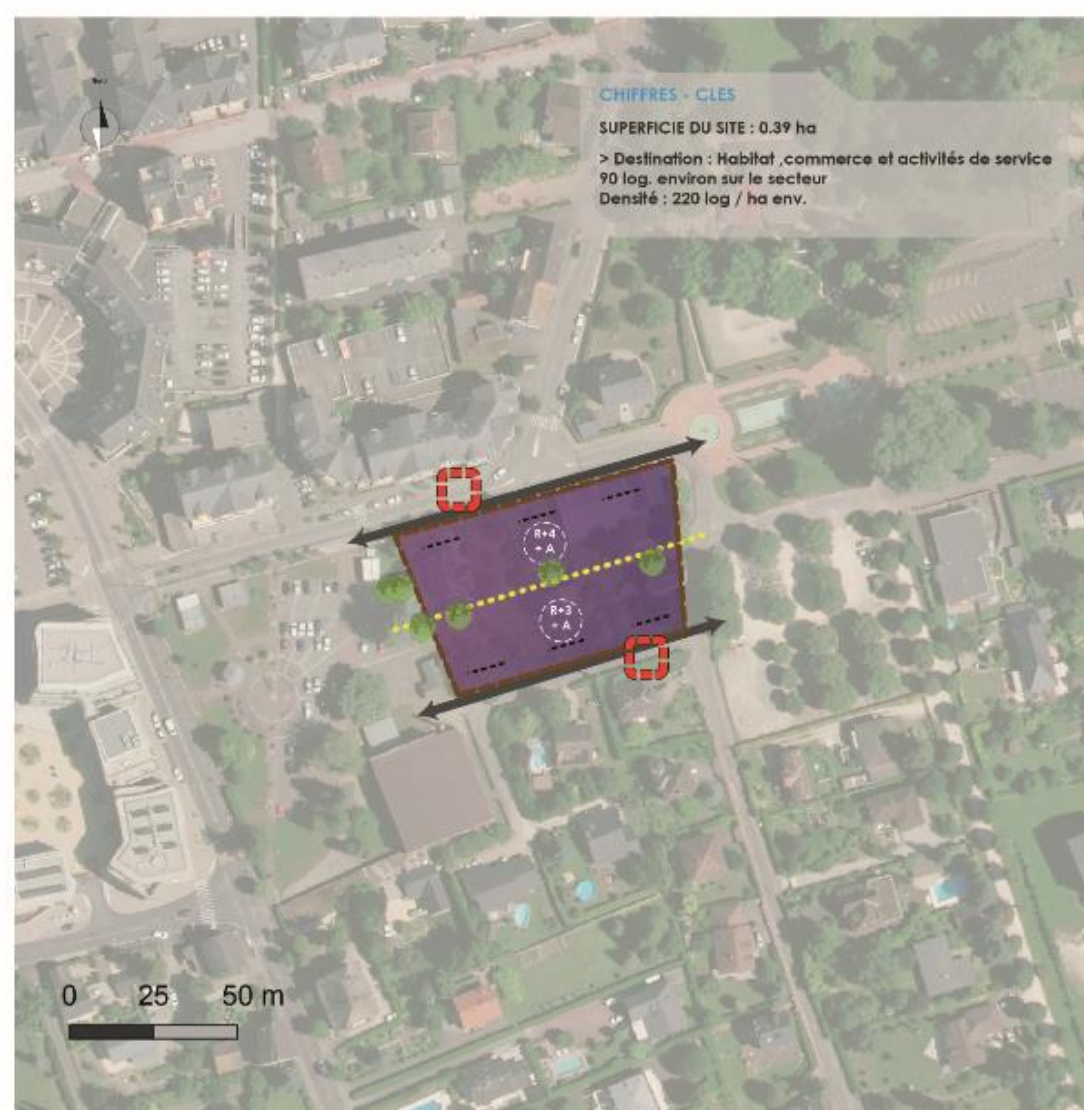 CHIFFRES - CLES
SUPERFICIE DU SITE : 0.39 ha
> Destination : Habitat ,commerce et activités de service
90 log. environ sur le secteur
Densité : 220 log / ha env.
R+4
+ A
R+3
+ A
0 25 50 m